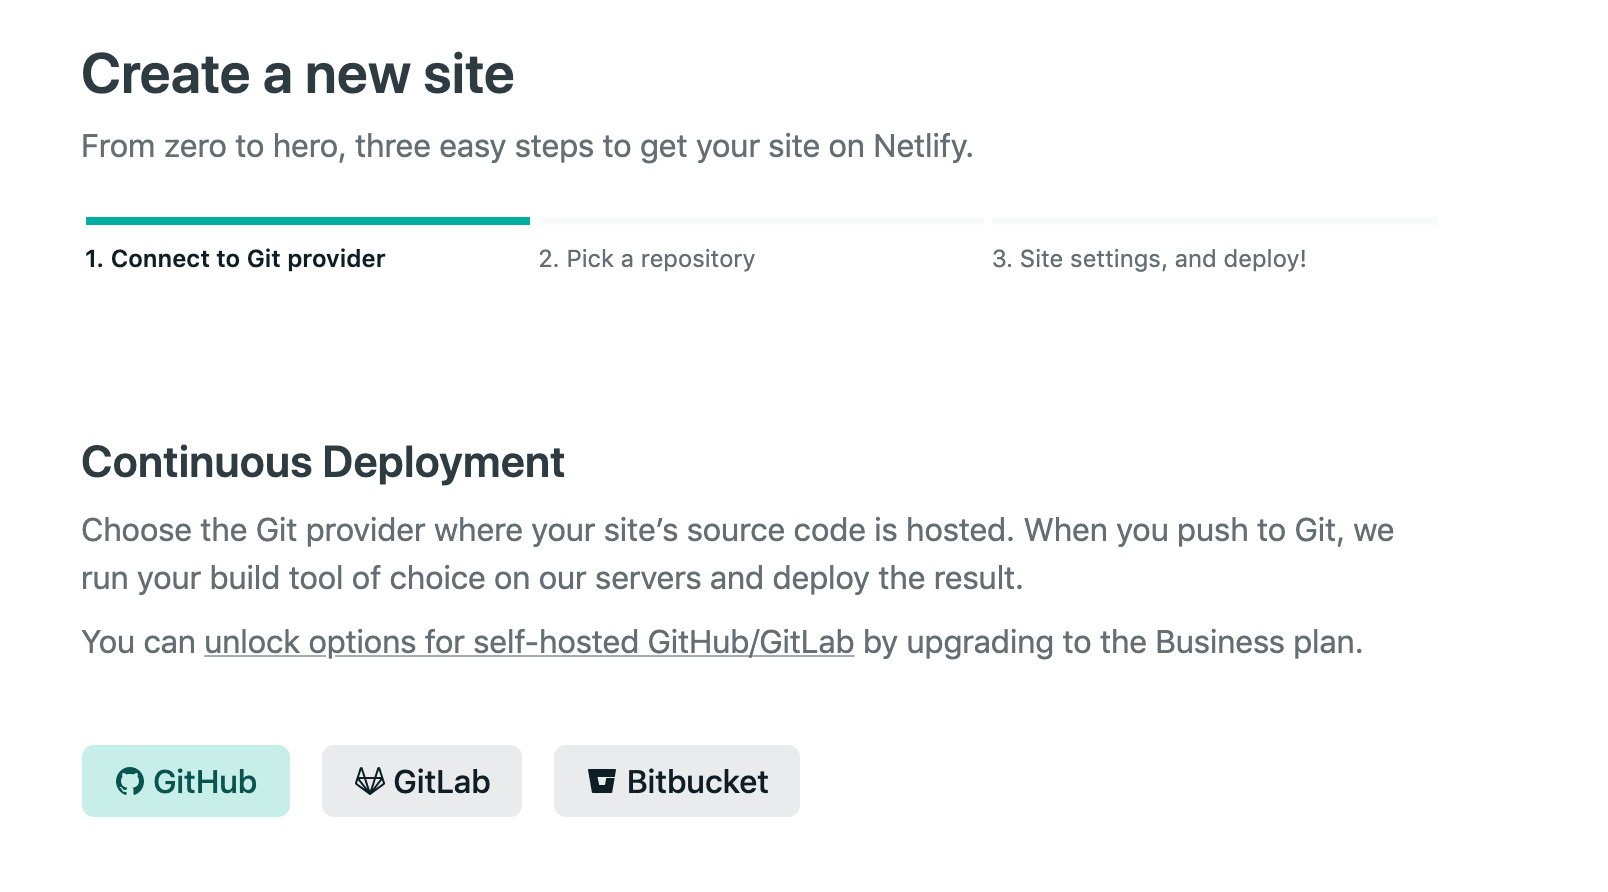 Create a new site
From zero to hero, three easy steps to get your site on Netlify.
1. Connect to Git provider
2. Pick a repository
3. Site settings, and deploy!
Continuous Deployment
Choose the Git provider where your site’s source code is hosted. When you push to Git, we
run your build tool of choice on our servers and deploy the result.
You can unlock options for self-hosted GitHub/GitLab by upgrading to the Business plan.
GitHub
GitLab
Bitbucket